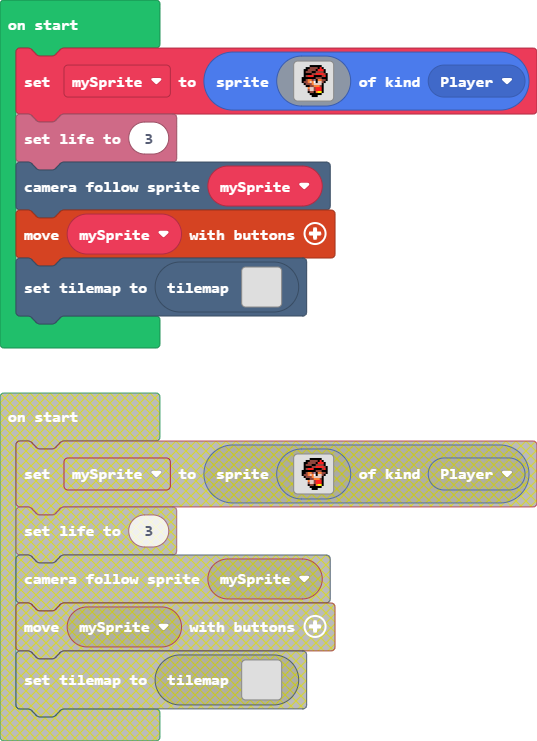 on start
set mySprite to sprite of kind Player
set life to 3
camera follow sprite mySprite
move mySprite with buttons
set tilemap to tilemap
on start
set mySprite to sprite of kind Player
set life to 3
camera follow sprite mySprite
move mySprite with buttons
set tilemap to tilemap